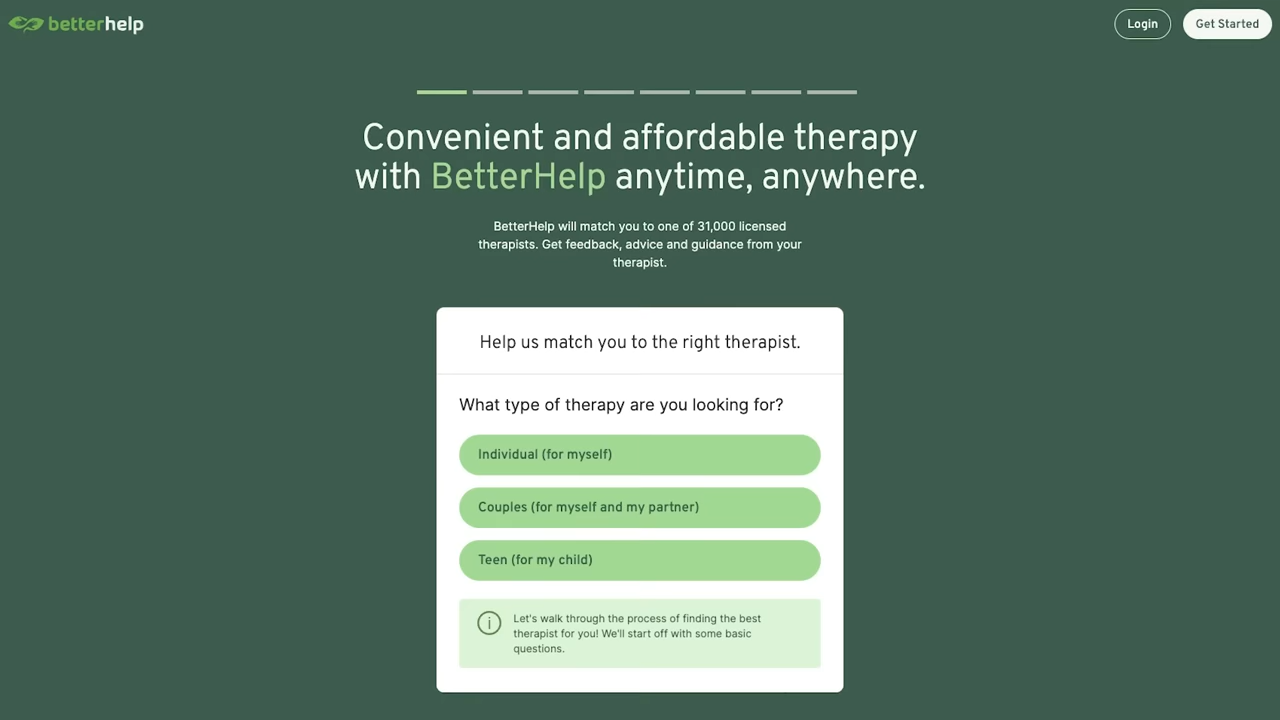 betterhelp
Login
Get Started
Convenient and affordable therapy
with BetterHelp anytime, anywhere.
BetterHelp will match you to one of 31,000 licensed
therapists. Get feedback, advice and guidance from your
therapist.
Help us match you to the right therapist.
What type of therapy are you looking for?
Individual (for myself)
Couples (for myself and my partner)
Teen (for my child)
Let's walk through the process of finding the best
therapist for you! We'll start off with some basic
questions.